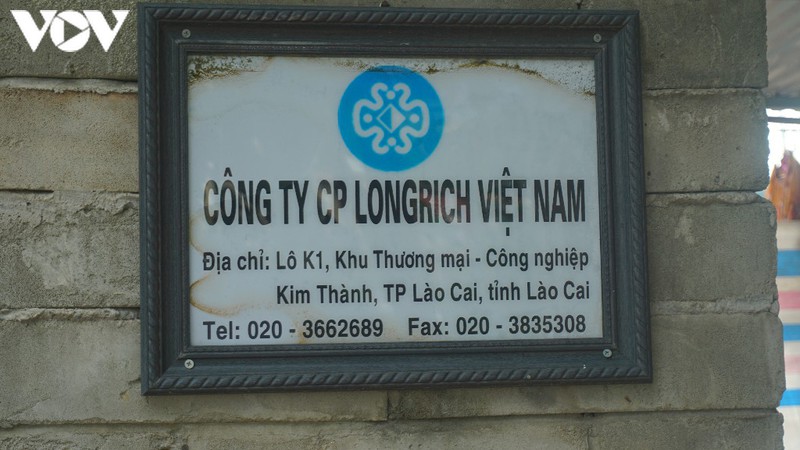 VOV
CÔNG TY CP LONGRICH VIỆT NAM
Địa chỉ: Lô K1, Khu Thương mại - Công nghiệp
Kim Thành, TP Lào Cai, tỉnh Lào Cai
Tel: 020 - 3662689 Fax: 020 - 3835308